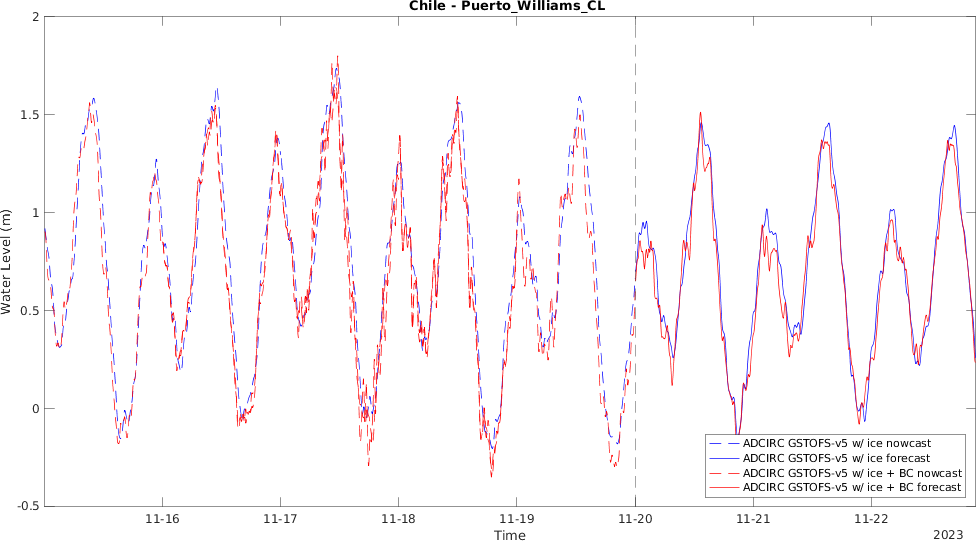 Chile - Puerto_Williams_CL
2
1.5
1
0.5
0
-0.5
Water Level (m)
11-16
11-17
11-18
11-19
11-20
11-21
11-22
Time
2023
ADCIRC GSTOFS-v5 w/ ice nowcast
ADCIRC GSTOFS-v5 w/ ice forecast
ADCIRC GSTOFS-v5 w/ ice + BC nowcast
ADCIRC GSTOFS-v5 w/ ice + BC forecast